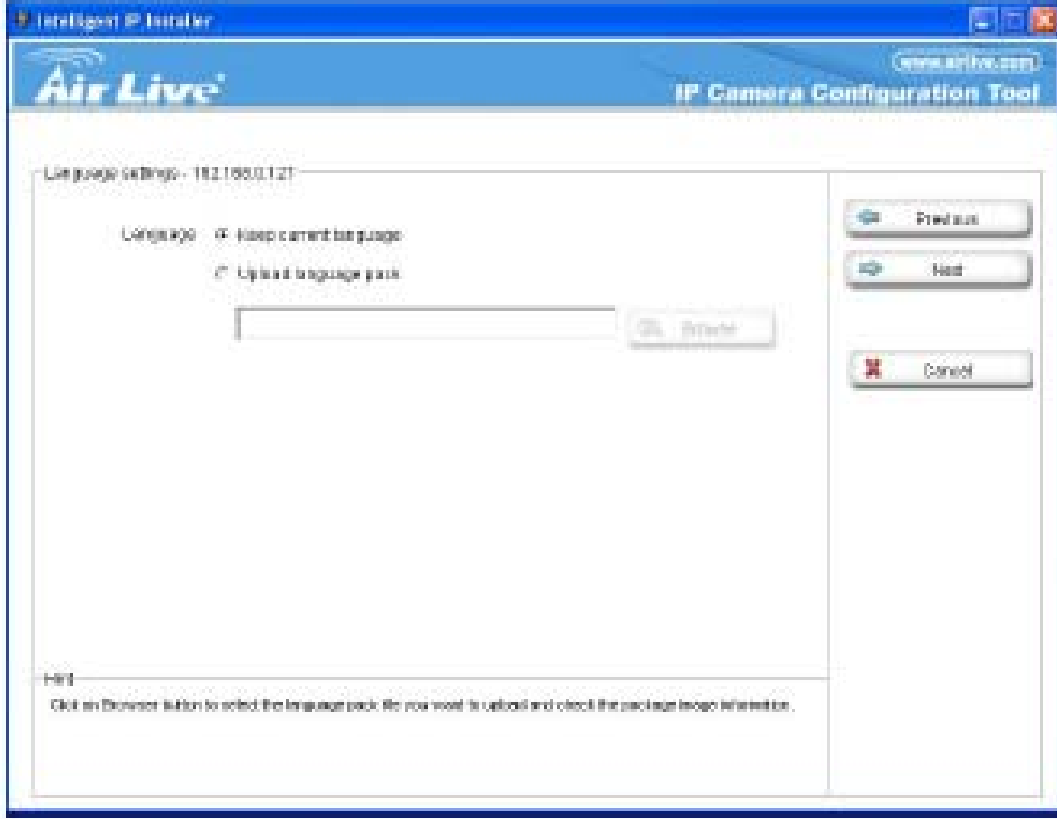 Intelligent IP Installer
www.airlive.com
Air Live
IP Camera Configuration Tool
Language settings - 192.168.0.121
Language
Keep current language
Upload language pack
Browse
Previous
Next
Cancel
Hint
Click on Browser button to select the language pack file you want to upload and check the package image information.